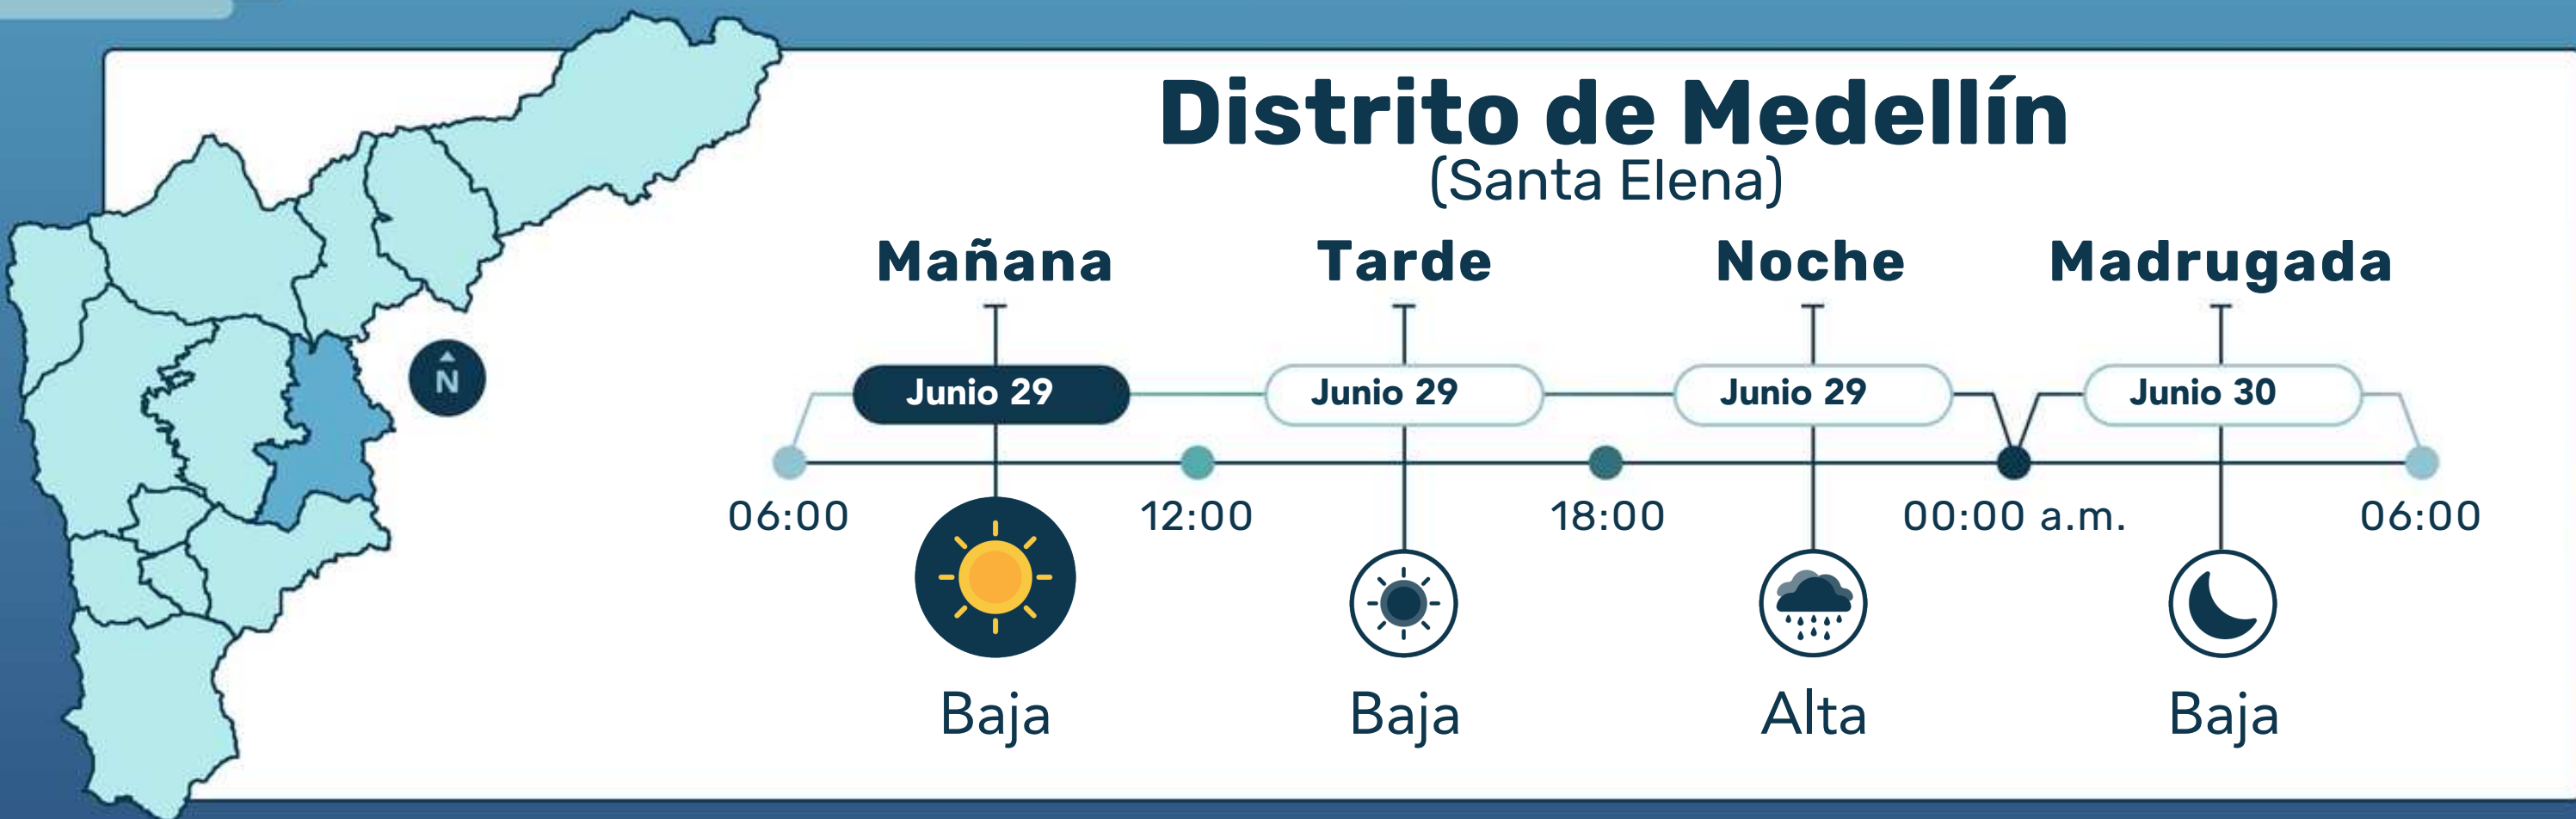 Distrito de Medellín
(Santa Elena)
Mañana Tarde Noche Madrugada
N
Junio 29 Junio 29 Junio 29 Junio 30
06:00 12:00 18:00 00:00 a.m. 06:00
Baja Baja Alta Baja